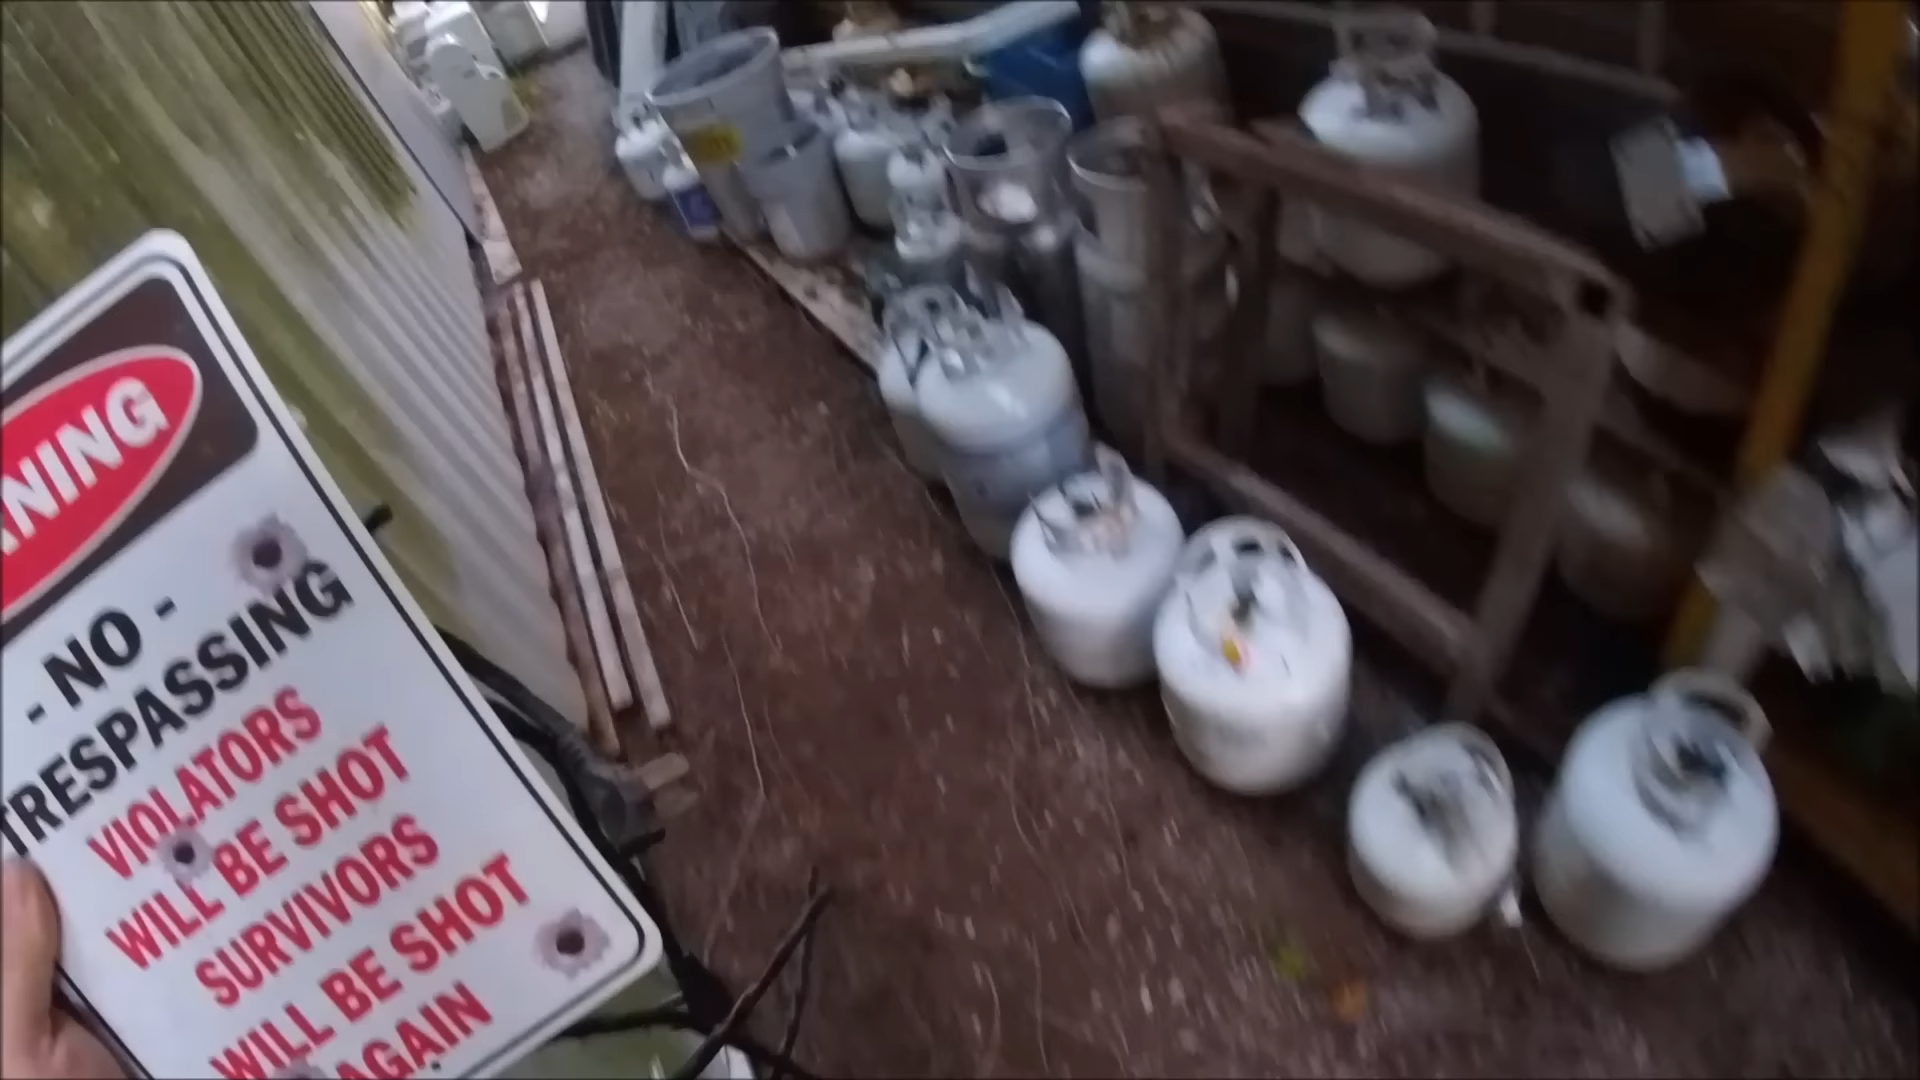 NING
- NO -
TRESPASSING
VIOLATORS
WILL BE SHOT
SURVIVORS
WILL BE SHOT
AGAIN